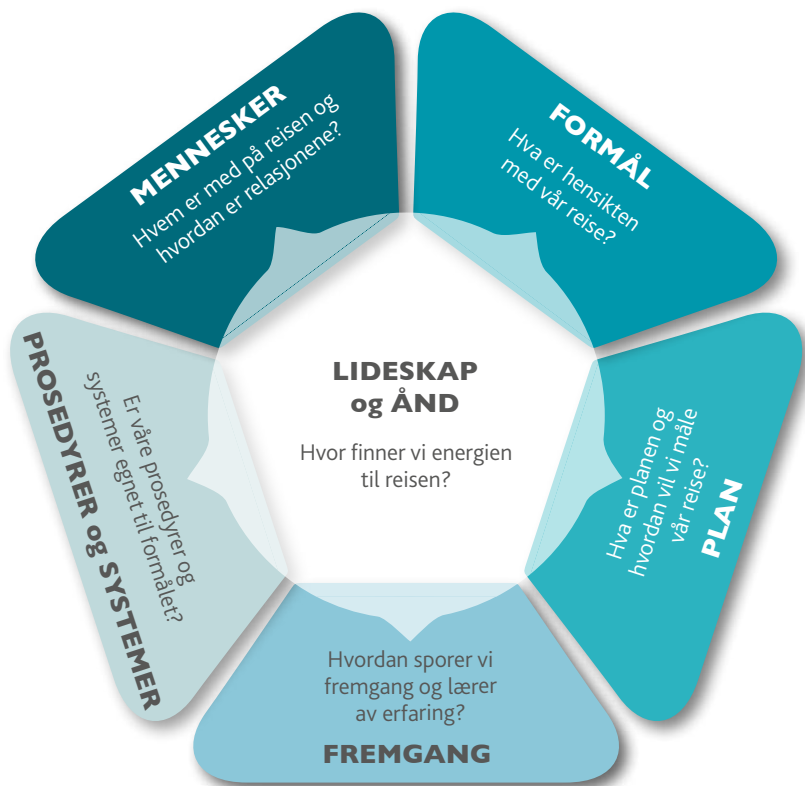 MENNESKER
Hvem er med på reisen og
hvordan er relasjonene?
FORMÅL
Hva er hensikten
med vår reise?
LIDESKAP
og ÅND
Hvor finner vi energien
til reisen?
PROSEDYRER og SYSTEMER
Er våre prosedyrer og
systemer egnet til formålet?
Hva er planen og
hvordan vil vi måle
vår reise?
PLAN
Hvordan sporer vi
fremgang og lærer
av erfaring?
FREMGANG